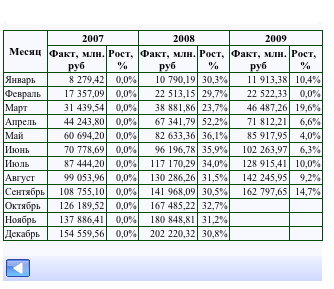 Месяц 2007 2008 2009
Факт, млн. руб Рост, % Факт, млн. руб Рост, % Факт, млн. руб Рост, %
Январь 8 279,42 0,0% 10 790,19 30,3% 11 913,38 10,4%
Февраль 17 357,09 0,0% 22 513,15 29,7% 22 522,33 0,0%
Март 31 439,54 0,0% 38 881,86 23,7% 46 487,26 19,6%
Апрель 44 243,80 0,0% 67 341,79 52,2% 71 812,21 6,6%
Май 60 694,20 0,0% 82 633,36 36,1% 85 917,95 4,0%
Июнь 70 778,69 0,0% 96 196,78 35,9% 102 263,97 6,3%
Июль 87 444,20 0,0% 117 170,29 34,0% 128 915,41 10,0%
Август 99 053,96 0,0% 130 286,26 31,5% 142 245,95 9,2%
Сентябрь 108 755,10 0,0% 141 968,09 30,5% 162 797,65 14,7%
Октябрь 126 189,52 0,0% 167 485,22 32,7%
Ноябрь 137 886,41 0,0% 180 848,81 31,2%
Декабрь 154 559,56 0,0% 202 220,32 30,8%